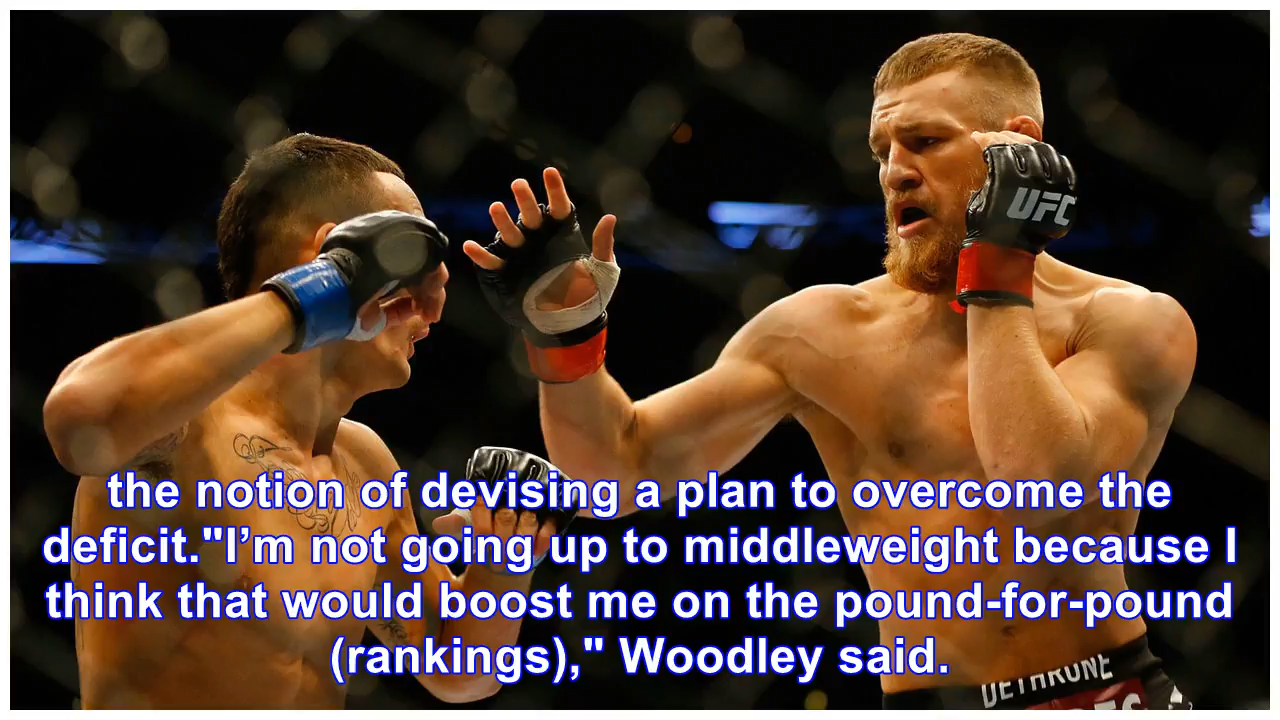 UFC
the notion of devising a plan to overcome the
deficit."I’m not going up to middleweight because I
think that would boost me on the pound-for-pound
(rankings)," Woodley said.
DETHRONE